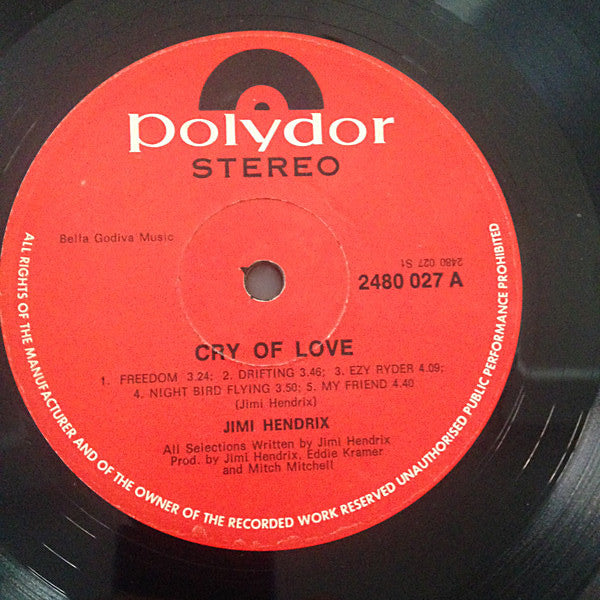 polydor
STEREO
Bella Godiva Music
2480 027 S1
2480 027 A
CRY OF LOVE
1. FREEDOM 3.24; 2. DRIFTING 3.46; 3. EZY RYDER 4.09;
4. NIGHT BIRD FLYING 3.50; 5. MY FRIEND 4.40
(Jimi Hendrix)
JIMI HENDRIX
All Selections Written by Jimi Hendrix
Prod. by Jimi Hendrix, Eddie Kramer
and Mitch Mitchell
ALL RIGHTS OF THE MANUFACTURER AND OF THE OWNER OF THE RECORDED WORK RESERVED UNAUTHORISED PUBLIC PERFORMANCE PROHIBITED